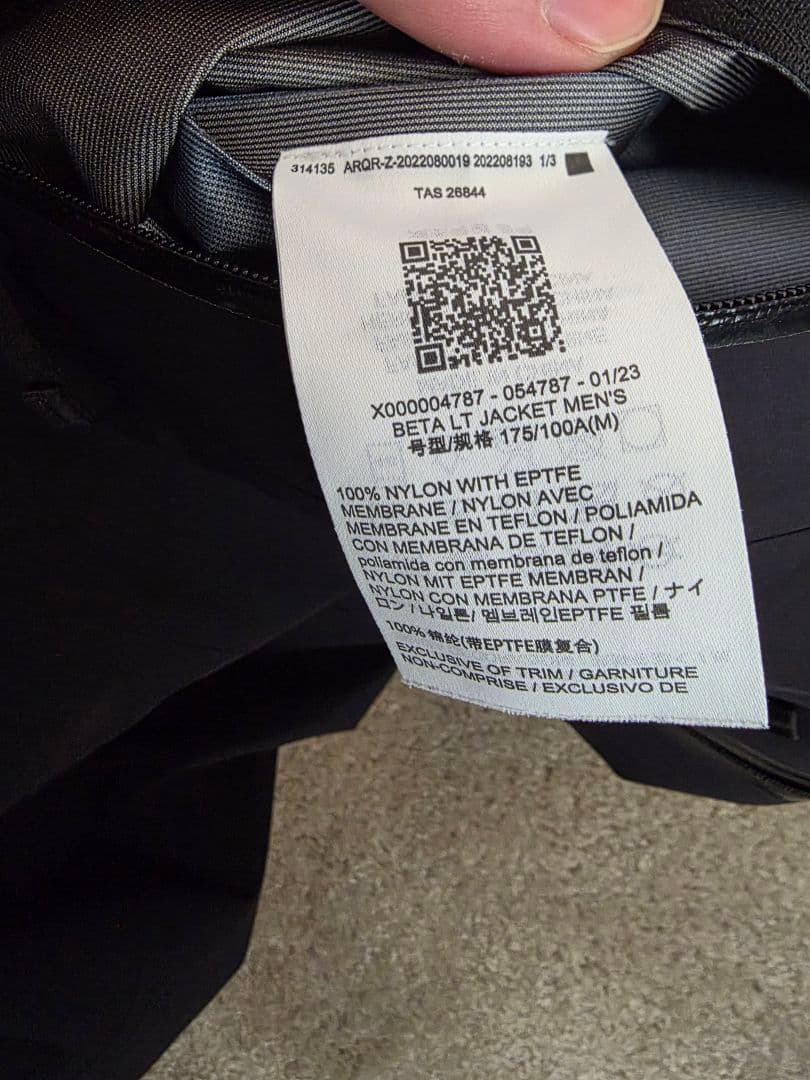 314135 ARQR-Z-2022080019 202208193 1/3
TAS 26844
X000004787 - 054787 - 01/23
BETA LT JACKET MEN'S
号型/规格 175/100A(M)
100% NYLON WITH EPTFE
MEMBRANE / NYLON AVEC
MEMBRANE EN TEFLON / POLIAMIDA
CON MEMBRANA DE TEFLON /
poliamida con membrana de teflon /
NYLON MIT EPTFE MEMBRAN /
NYLON CON MEMBRANA PTFE / ナイ
ロン / 나일론/ 멤브레인EPTFE 필름
100% 锦纶(带EPTFE膜复合)
EXCLUSIVE OF TRIM / GARNITURE
NON-COMPRISE / EXCLUSIVO DE